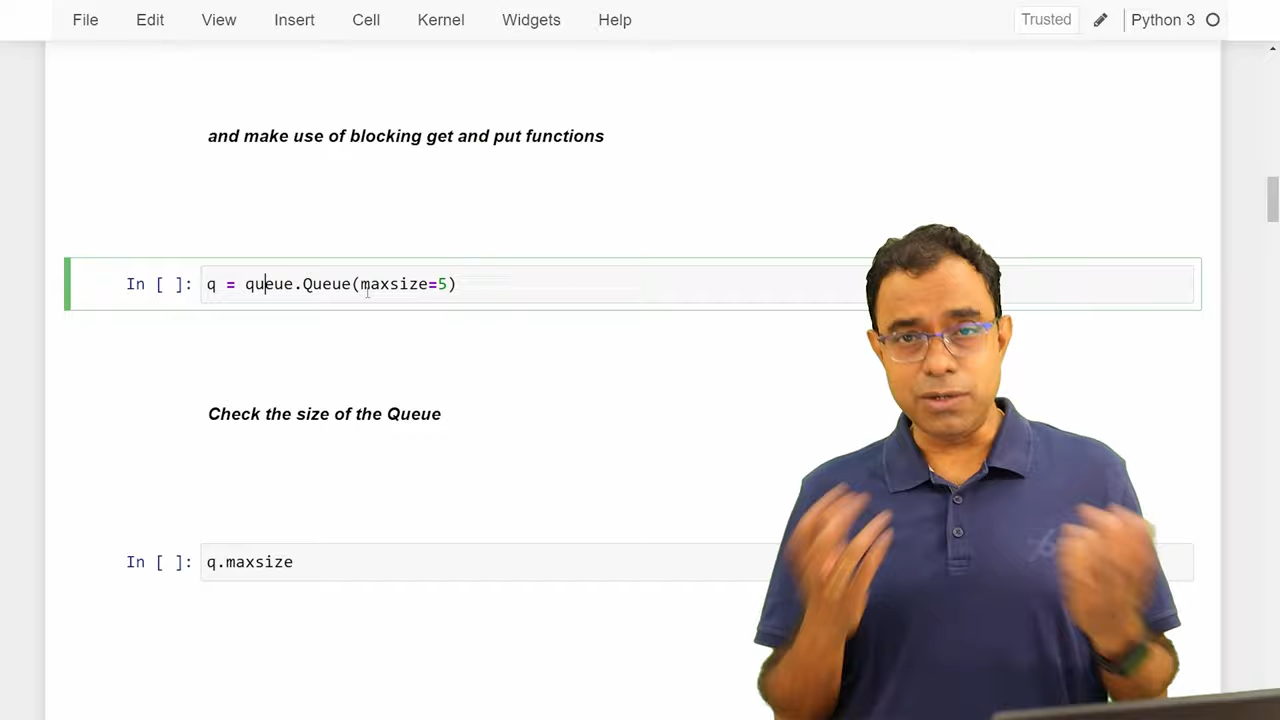 File Edit View Insert Cell Kernel Widgets Help Trusted Python 3
and make use of blocking get and put functions
In [ ]: q = queue.Queue(maxsize=5)
Check the size of the Queue
In [ ]: q.maxsize